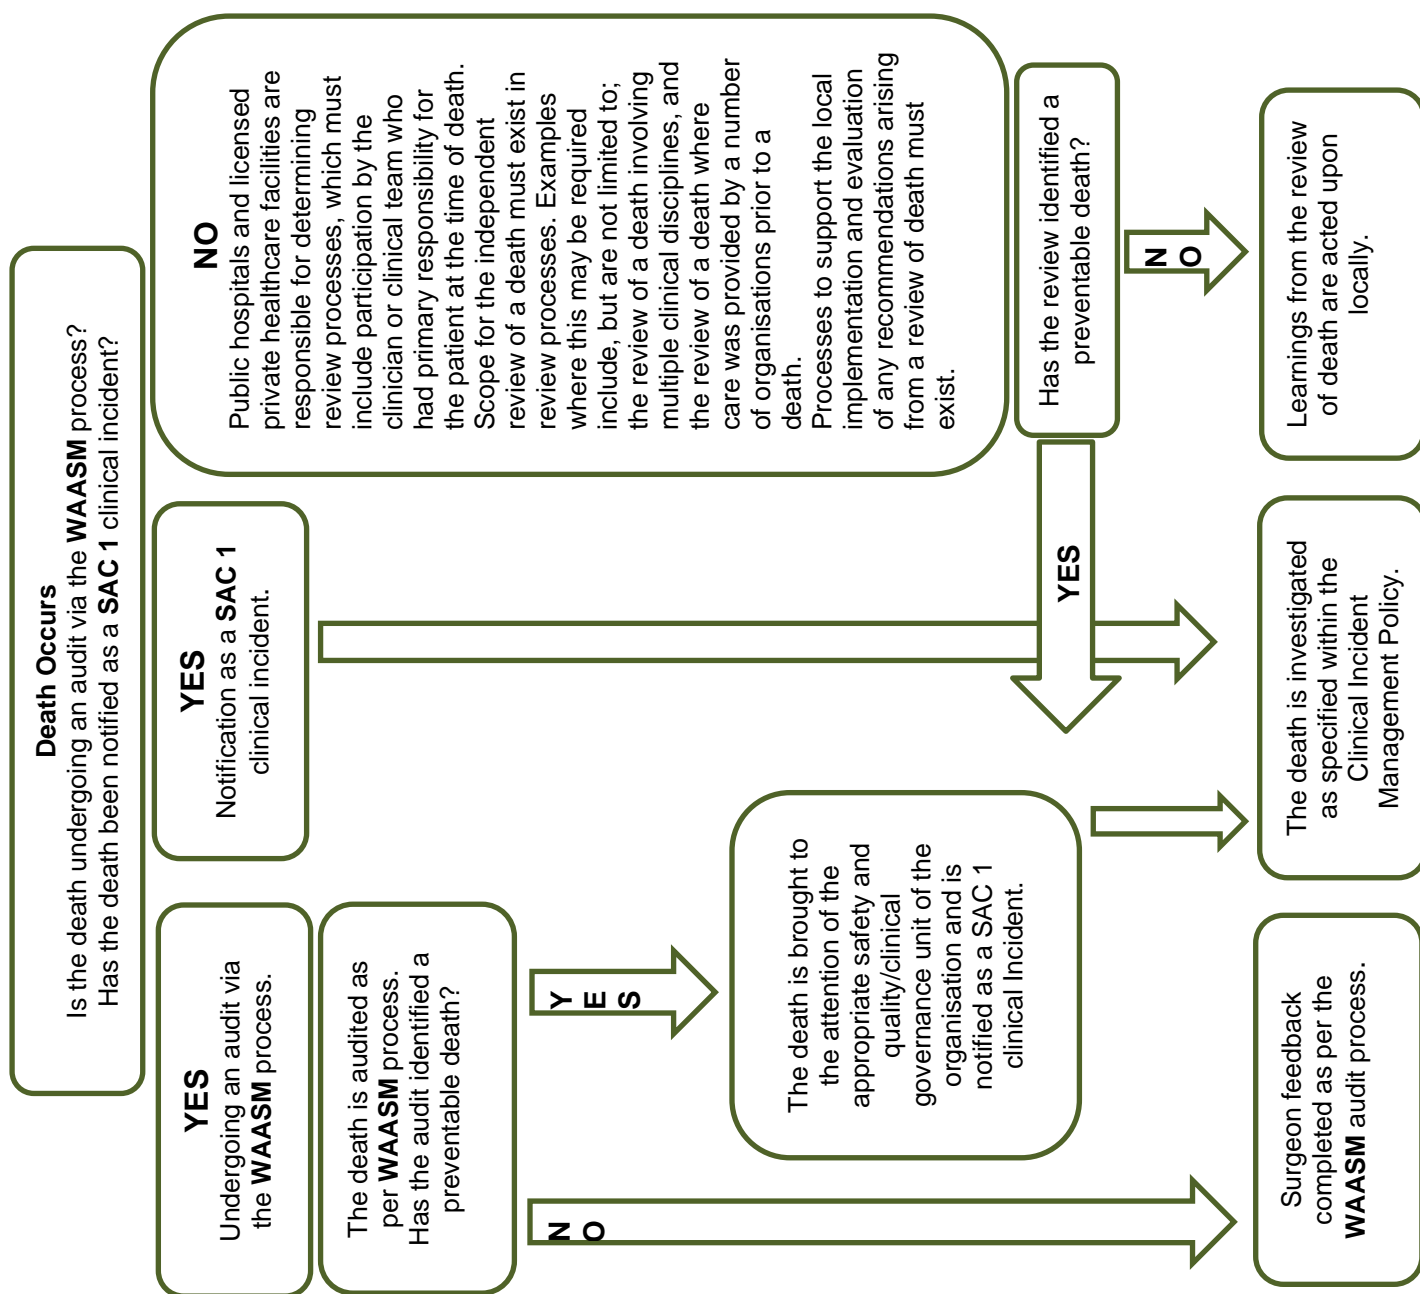 Death Occurs
Is the death undergoing an audit via the WAASM process?
Has the death been notified as a SAC 1 clinical incident?
YES
Undergoing an audit via
the WAASM process.
The death is audited as
per WAASM process.
Has the audit identified a
preventable death?
YES
The death is brought to
the attention of the
appropriate safety and
quality/clinical
governance unit of the
organisation and is
notified as a SAC 1
clinical Incident.
NO
Surgeon feedback
completed as per the
WAASM audit process.
YES
Notification as a SAC 1
clinical incident.
The death is investigated
as specified within the
Clinical Incident
Management Policy.
NO
Public hospitals and licensed
private healthcare facilities are
responsible for determining
review processes, which must
include participation by the
clinician or clinical team who
had primary responsibility for
the patient at the time of death.
Scope for the independent
review of a death must exist in
review processes. Examples
where this may be required
include, but are not limited to;
the review of a death involving
multiple clinical disciplines, and
the review of a death where
care was provided by a number
of organisations prior to a
death.
Processes to support the local
implementation and evaluation
of any recommendations arising
from a review of death must
exist.
Has the review identified a
preventable death?
YES
NO
Learnings from the review
of death are acted upon
locally.